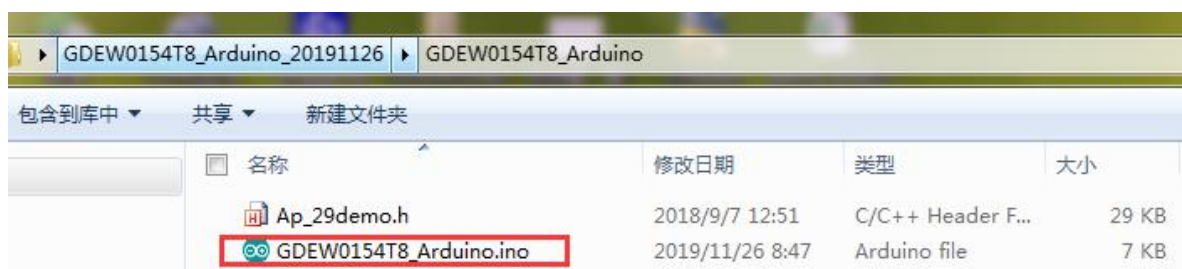 GDEW0154T8_Arduino_20191126 GDEW0154T8_Arduino
包含到库中 共享 新建文件夹
名称 修改日期 类型 大小
Ap_29demo.h 2018/9/7 12:51 C/C++ Header F... 29 KB
GDEW0154T8_Arduino.ino 2019/11/26 8:47 Arduino file 7 KB